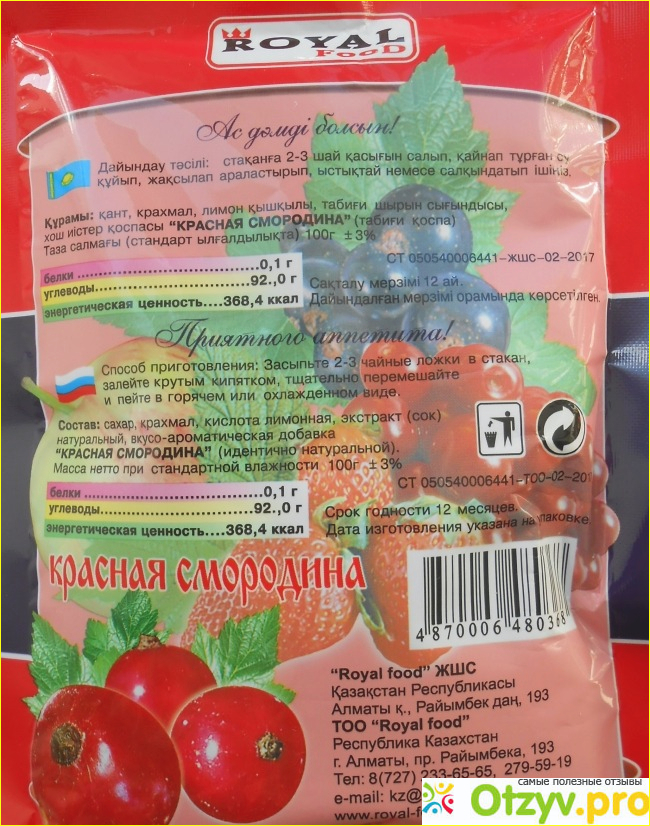 ROYAL
FOOD
Ас дәмді болсын!
Дайындау тәсілі: стақанға 2-3 шай қасығын салып, қайнап тұрған су
құйып, жақсылап араластырып, ыстықтай немесе салқындатып ішіңіз.
Құрамы: қант, крахмал, лимон қышқылы, табиғи шырын сығындысы,
хош иістер қоспасы "КРАСНАЯ СМОРОДИНА" (табиғи қоспа)
Таза салмағы (стандарт ылғалдылықта) 100г ±3%
СТ 050540006441-ЖШС-02-2017
белки 0,1 г
углеводы 92.,0 г
энергетическая ценность 368,4 ккал
Сақталу мерзімі 12 ай.
Дайындалған мерзімі орамында көрсетілген.
Приятного аппетита!
Способ приготовления: Засыпьте 2-3 чайные ложки в стакан,
залейте крутым кипятком, тщательно перемешайте
и пейте в горячем или охлажденном виде.
Состав: сахар, крахмал, кислота лимонная, экстракт (сок)
натуральный, вкусо-ароматическая добавка
"КРАСНАЯ СМОРОДИНА" (идентично натуральной).
Масса нетто при стандартной влажности 100г ±3%
СТ 050540006441-ТОО-02-201
белки 0,1 г
углеводы 92.,0 г
энергетическая ценность 368,4 ккал
Срок годности 12 месяцев.
Дата изготовления указана на упаковке
красная смородина
4 870006 480368
"Royal food" ЖШС
Қазақстан Республикасы
Алматы қ., Райымбек даң, 193
ТОО "Royal food"
Республика Казахстан
г. Алматы, пр. Райымбека, 193
Тел: 8(727) 233-65-65, 279-59-19
e-mail: kz@
www.royal-f
самые полезные отзывы
Otzyv.pro